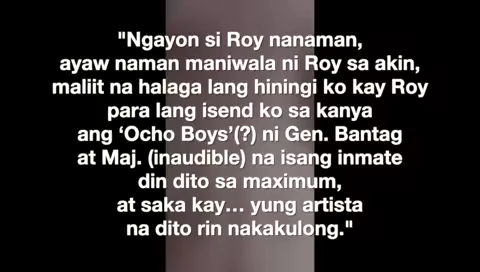 "Ngayon si Roy nanaman,
ayaw naman maniwala ni Roy sa akin,
maliit na halaga lang hiningi ko kay Roy
para lang isend ko sa kanya
ang ‘Ocho Boys’(?) ni Gen. Bantag
at Maj. (inaudible) na isang inmate
din dito sa maximum,
at saka kay… yung artista
na dito rin nakakulong."